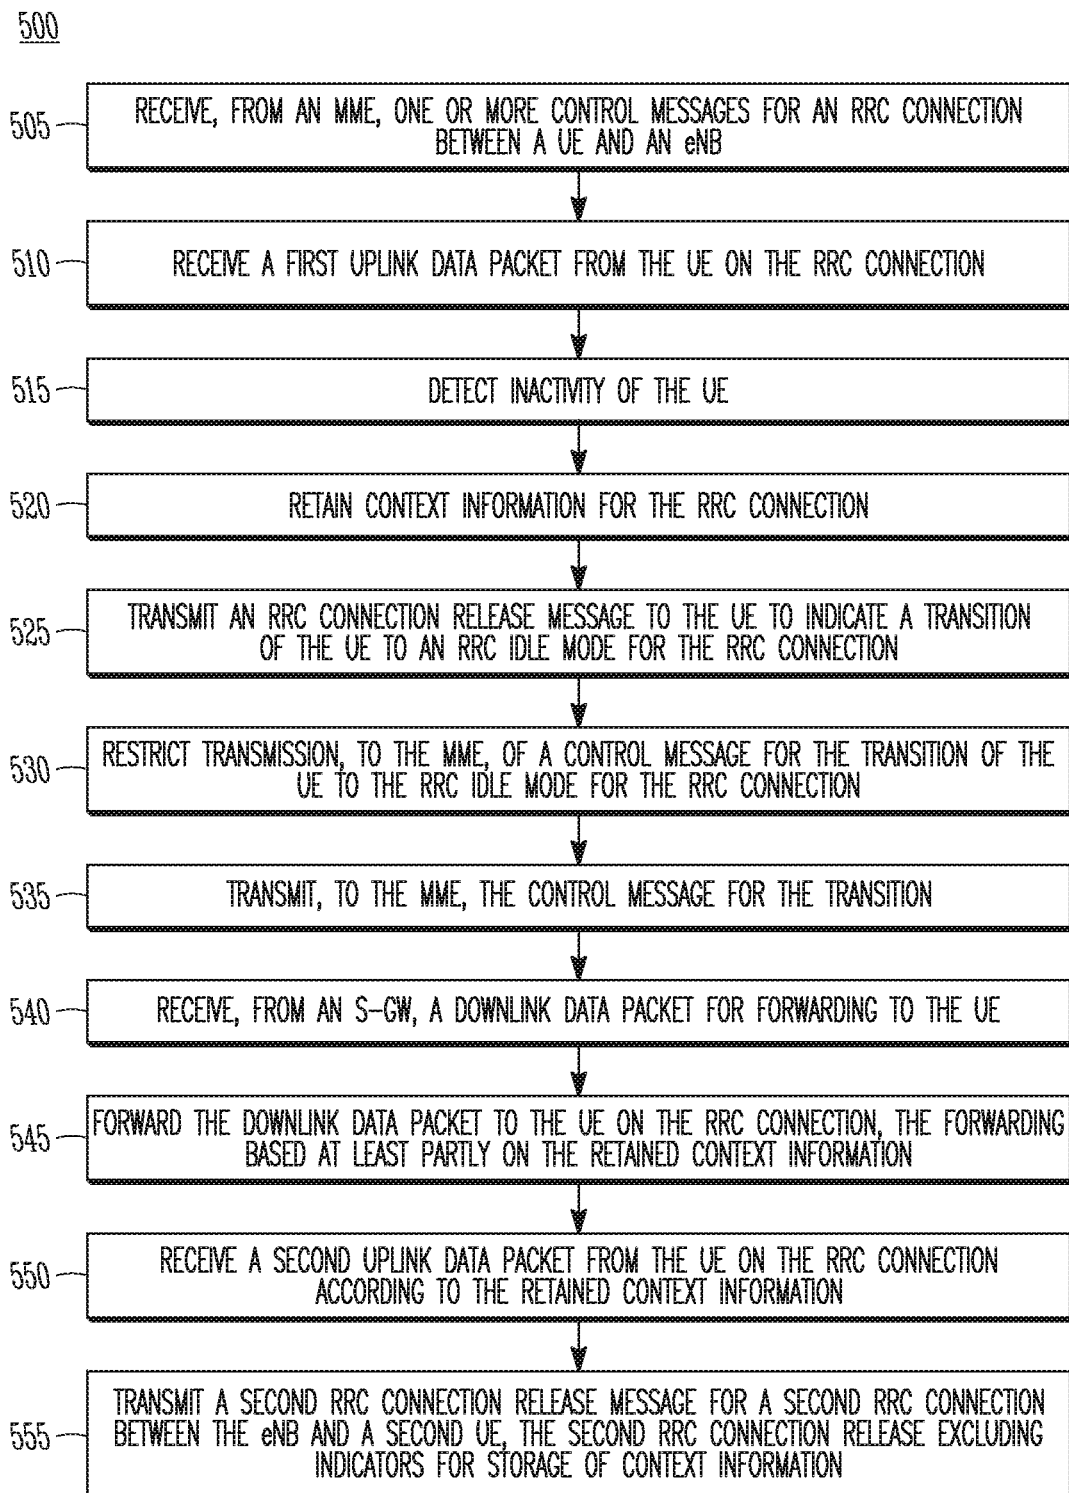 500
505
RECEIVE, FROM AN MME, ONE OR MORE CONTROL MESSAGES FOR AN RRC CONNECTION
BETWEEN A UE AND AN eNB
510
RECEIVE A FIRST UPLINK DATA PACKET FROM THE UE ON THE RRC CONNECTION
515
DETECT INACTIVITY OF THE UE
520
RETAIN CONTEXT INFORMATION FOR THE RRC CONNECTION
525
TRANSMIT AN RRC CONNECTION RELEASE MESSAGE TO THE UE TO INDICATE A TRANSITION
OF THE UE TO AN RRC IDLE MODE FOR THE RRC CONNECTION
530
RESTRICT TRANSMISSION, TO THE MME, OF A CONTROL MESSAGE FOR THE TRANSITION OF THE
UE TO THE RRC IDLE MODE FOR THE RRC CONNECTION
535
TRANSMIT, TO THE MME, THE CONTROL MESSAGE FOR THE TRANSITION
540
RECEIVE, FROM AN S-GW, A DOWNLINK DATA PACKET FOR FORWARDING TO THE UE
545
FORWARD THE DOWNLINK DATA PACKET TO THE UE ON THE RRC CONNECTION, THE FORWARDING
BASED AT LEAST PARTLY ON THE RETAINED CONTEXT INFORMATION
550
RECEIVE A SECOND UPLINK DATA PACKET FROM THE UE ON THE RRC CONNECTION
ACCORDING TO THE RETAINED CONTEXT INFORMATION
555
TRANSMIT A SECOND RRC CONNECTION RELEASE MESSAGE FOR A SECOND RRC CONNECTION
BETWEEN THE eNB AND A SECOND UE, THE SECOND RRC CONNECTION RELEASE EXCLUDING
INDICATORS FOR STORAGE OF CONTEXT INFORMATION